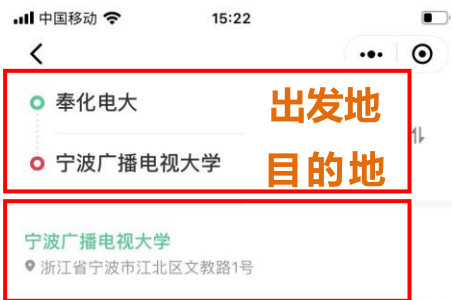 中国移动 15:22
奉化电大 出发地
宁波广播电视大学 目的地
宁波广播电视大学
浙江省宁波市江北区文教路1号